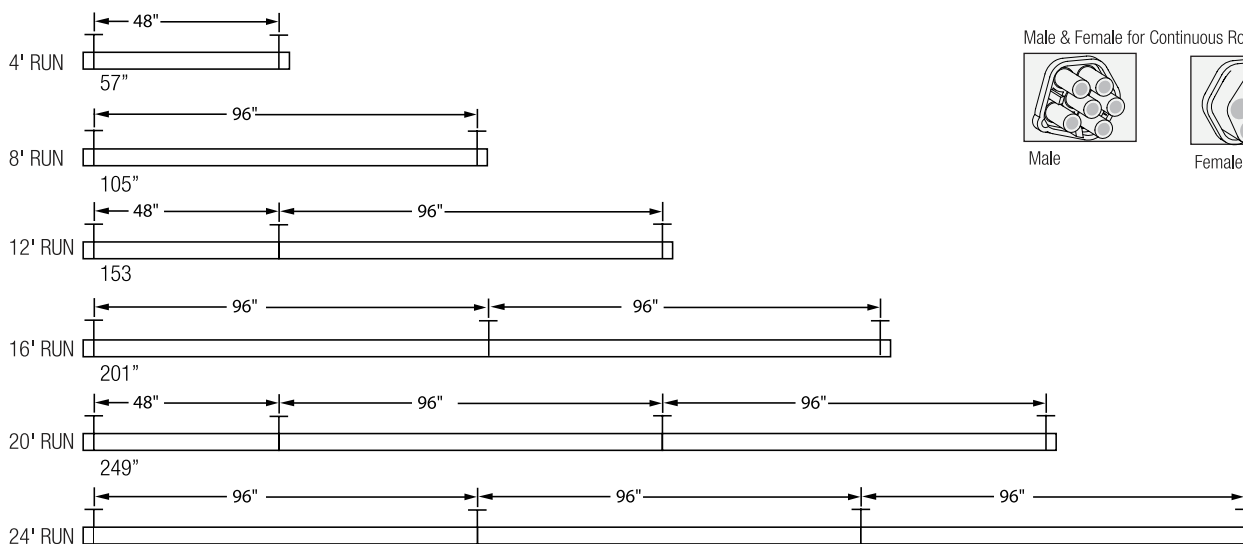 48"
4' RUN
57”
96"
8' RUN
105”
48" 96"
12' RUN
153
96" 96"
16' RUN
201”
48" 96" 96"
20' RUN
249”
96" 96" 96"
24' RUN
Male & Female for Continuous Ro
Male
Female